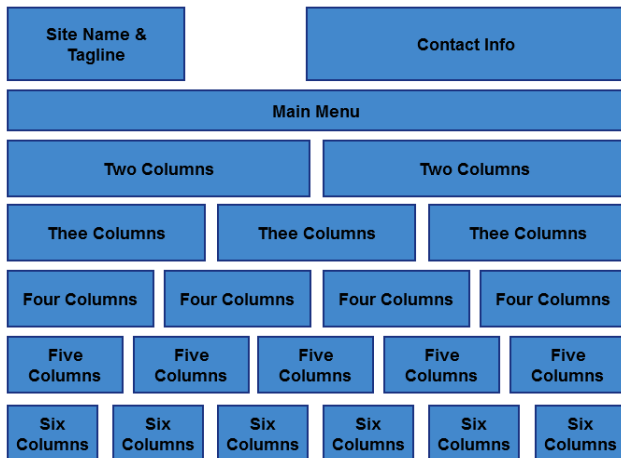 Site Name &
Tagline
Contact Info
Main Menu
Two Columns
Two Columns
Thee Columns
Thee Columns
Thee Columns
Four Columns
Four Columns
Four Columns
Four Columns
Five
Columns
Five
Columns
Five
Columns
Five
Columns
Five
Columns
Six
Columns
Six
Columns
Six
Columns
Six
Columns
Six
Columns
Six
Columns